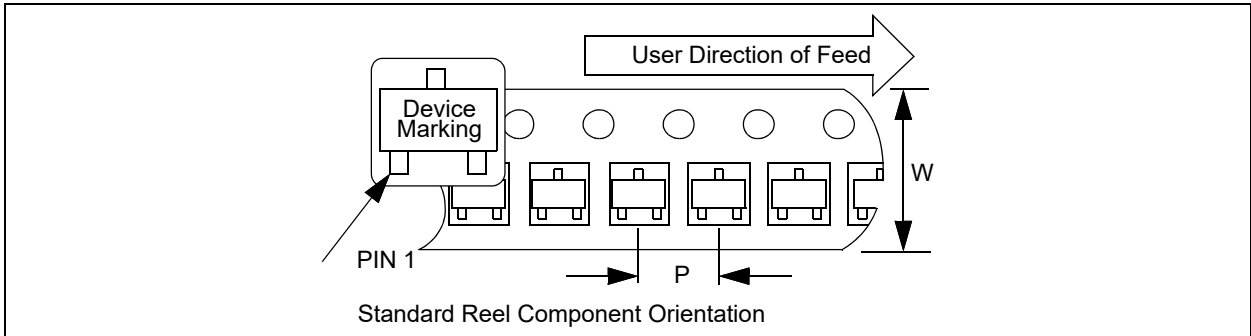 User Direction of Feed
Device
Marking
W
PIN 1
P
Standard Reel Component Orientation